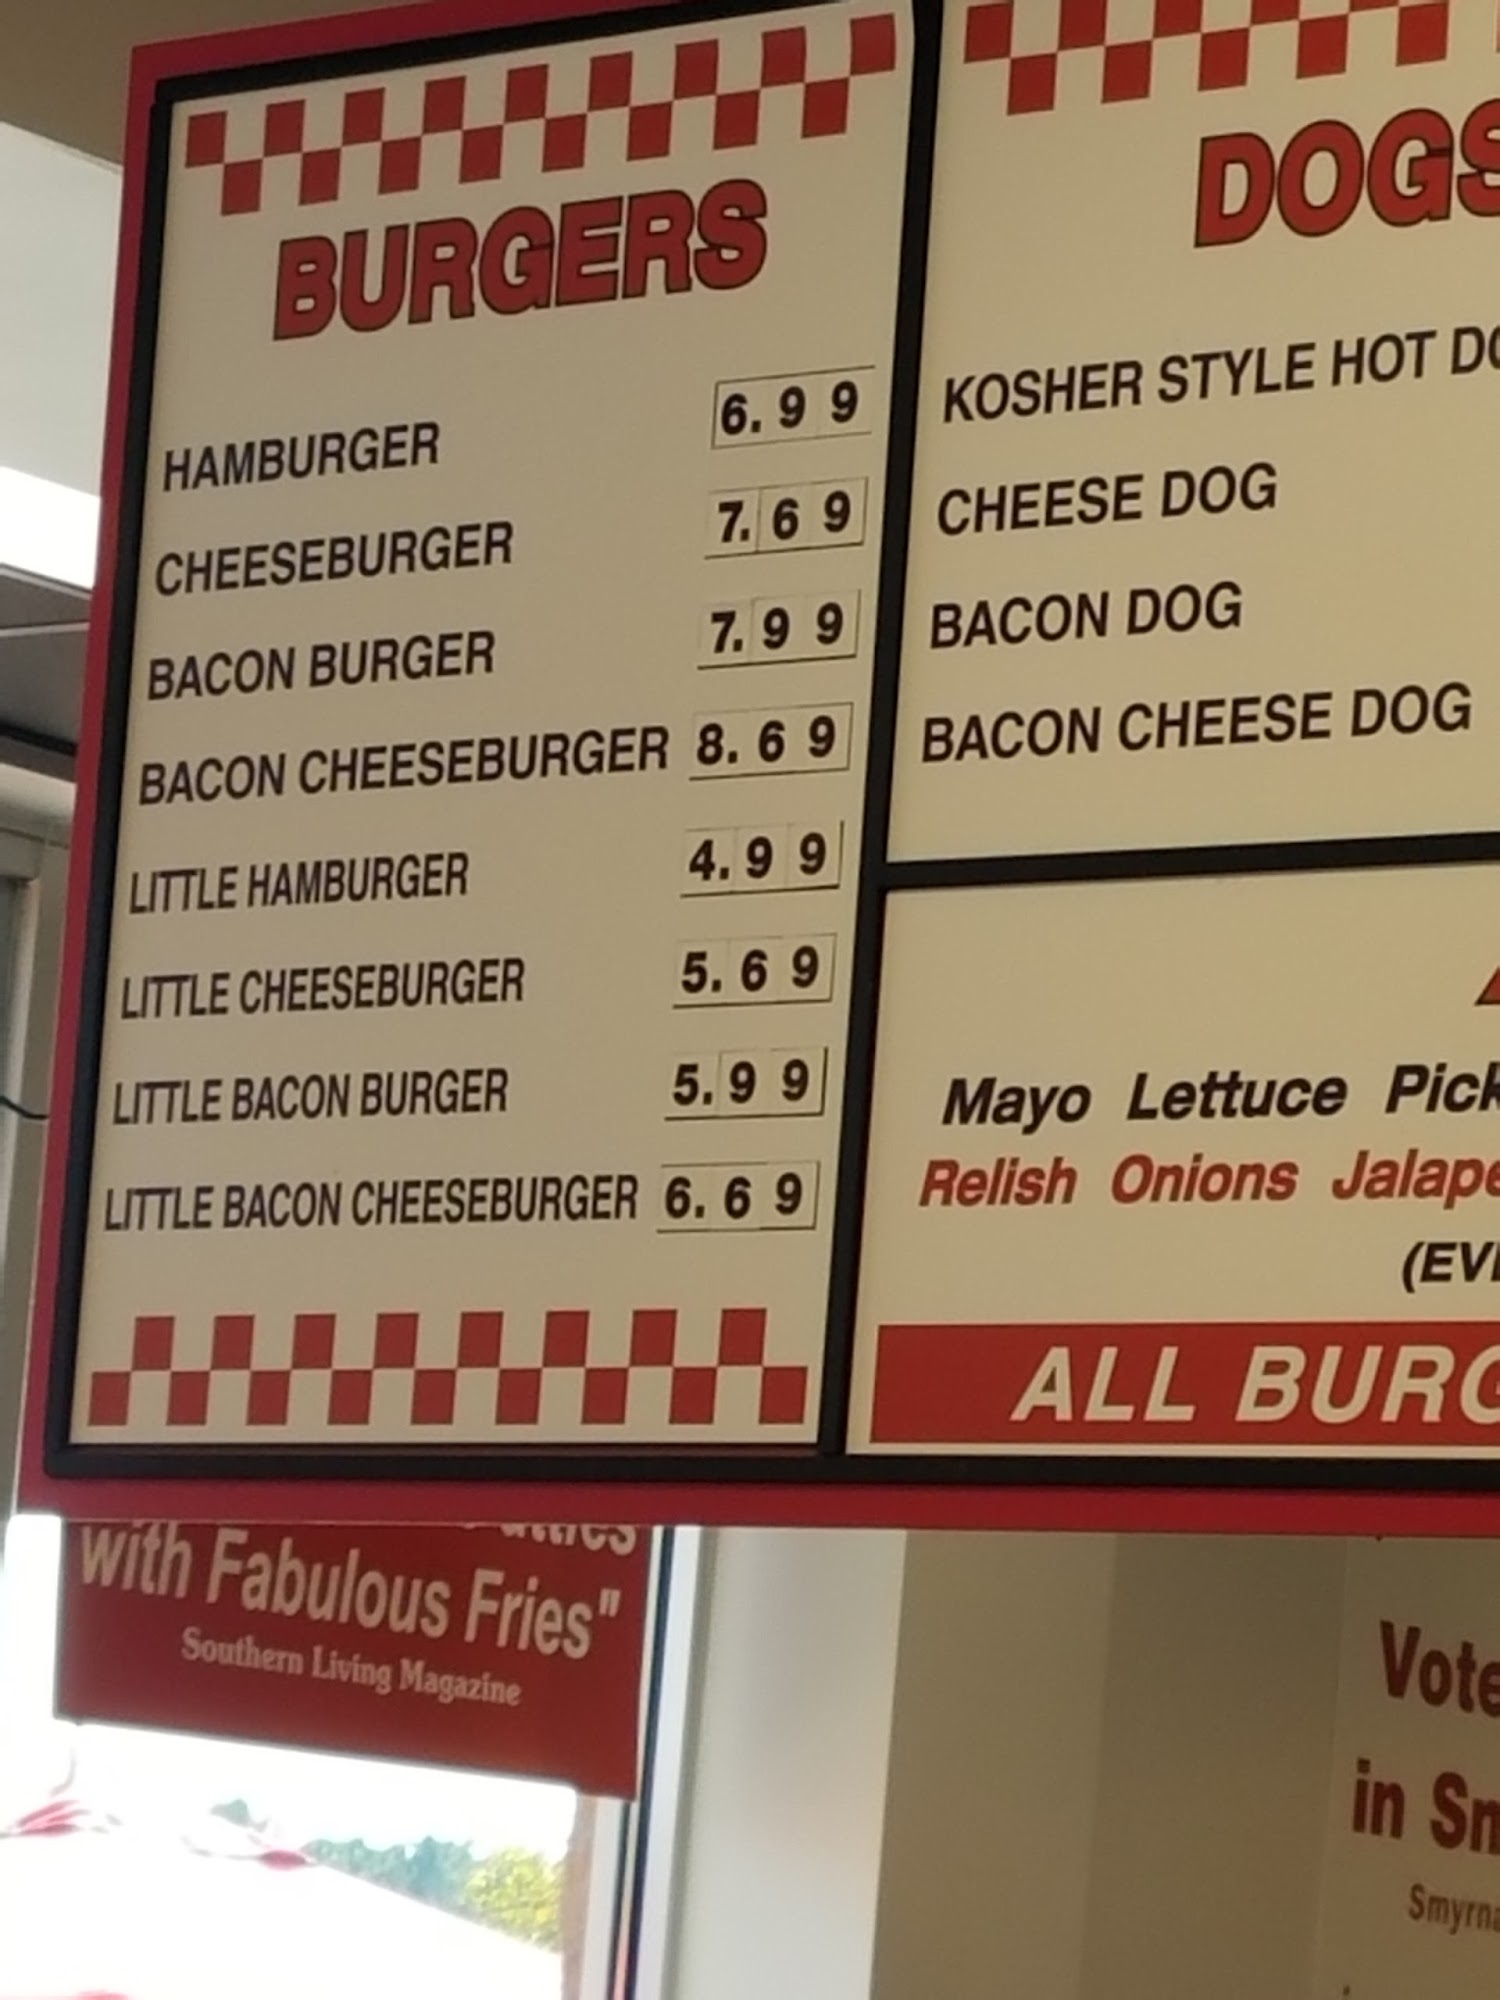 BURGERS
HAMBURGER 6.99
CHEESEBURGER 7.69
BACON BURGER 7.99
BACON CHEESEBURGER 8.69
LITTLE HAMBURGER 4.99
LITTLE CHEESEBURGER 5.69
LITTLE BACON BURGER 5.99
LITTLE BACON CHEESEBURGER 6.69
DOGS
KOSHER STYLE HOT
CHEESE DOG
BACON DOG
BACON CHEESE DOG
Mayo Lettuce
Relish Onions
ALL
with Fabulous Fries"
Southern Living Magazine
in